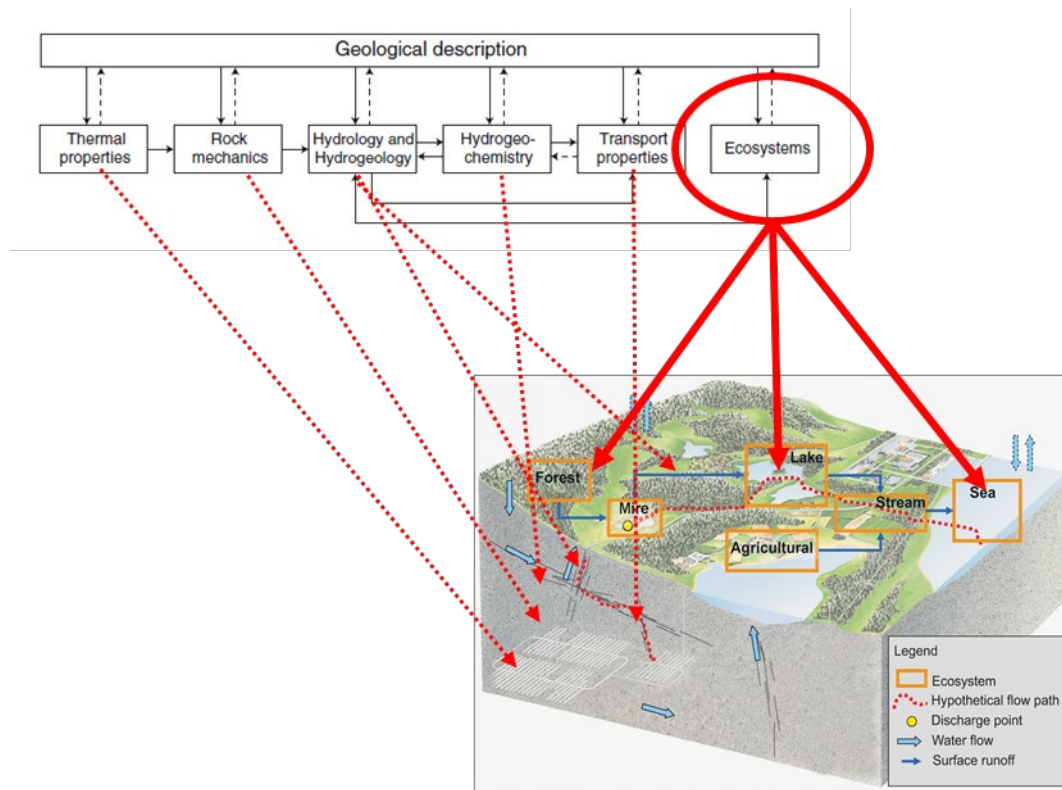 Geological description
Thermal
properties
Rock
mechanics
Hydrology and
Hydrogeology
Hydrogeo-
chemistry
Transport
properties
Ecosystems
Forest
Mire
Lake
Stream
Sea
Agricultural
Legend
Ecosystem
Hypothetical flow path
Discharge point
Water flow
Surface runoff